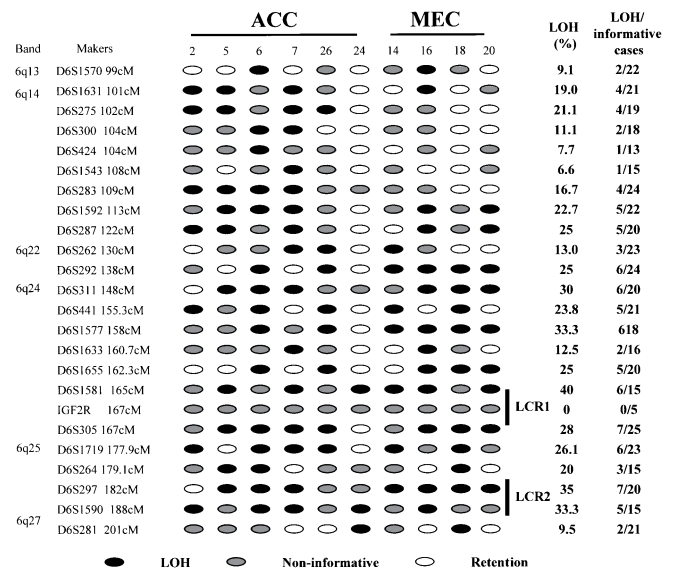 ACC MEC LOH (%) LOH/ informative cases
Band Makers 2 5 6 7 26 24 14 16 18 20
6q13 D6S1570 99cM 9.1 2/22
6q14 D6S1631 101cM 19.0 4/21
D6S275 102cM 21.1 4/19
D6S300 104cM 11.1 2/18
D6S424 104cM 7.7 1/13
D6S1543 108cM 6.6 1/15
D6S283 109cM 16.7 4/24
D6S1592 113cM 22.7 5/22
D6S287 122cM 25 5/20
6q22 D6S262 130cM 13.0 3/23
D6S292 138cM 25 6/24
6q24 D6S311 148cM 30 6/20
D6S441 155.3cM 23.8 5/21
D6S1577 158cM 33.3 618
D6S1633 160.7cM 12.5 2/16
D6S1655 162.3cM 25 5/20
D6S1581 165cM 40 6/15
IGF2R 167cM LCR1 0 0/5
D6S305 167cM 28 7/25
6q25 D6S1719 177.9cM 26.1 6/23
D6S264 179.1cM 20 3/15
D6S297 182cM LCR2 35 7/20
D6S1590 188cM 33.3 5/15
6q27 D6S281 201cM 9.5 2/21
LOH Non-informative Retention